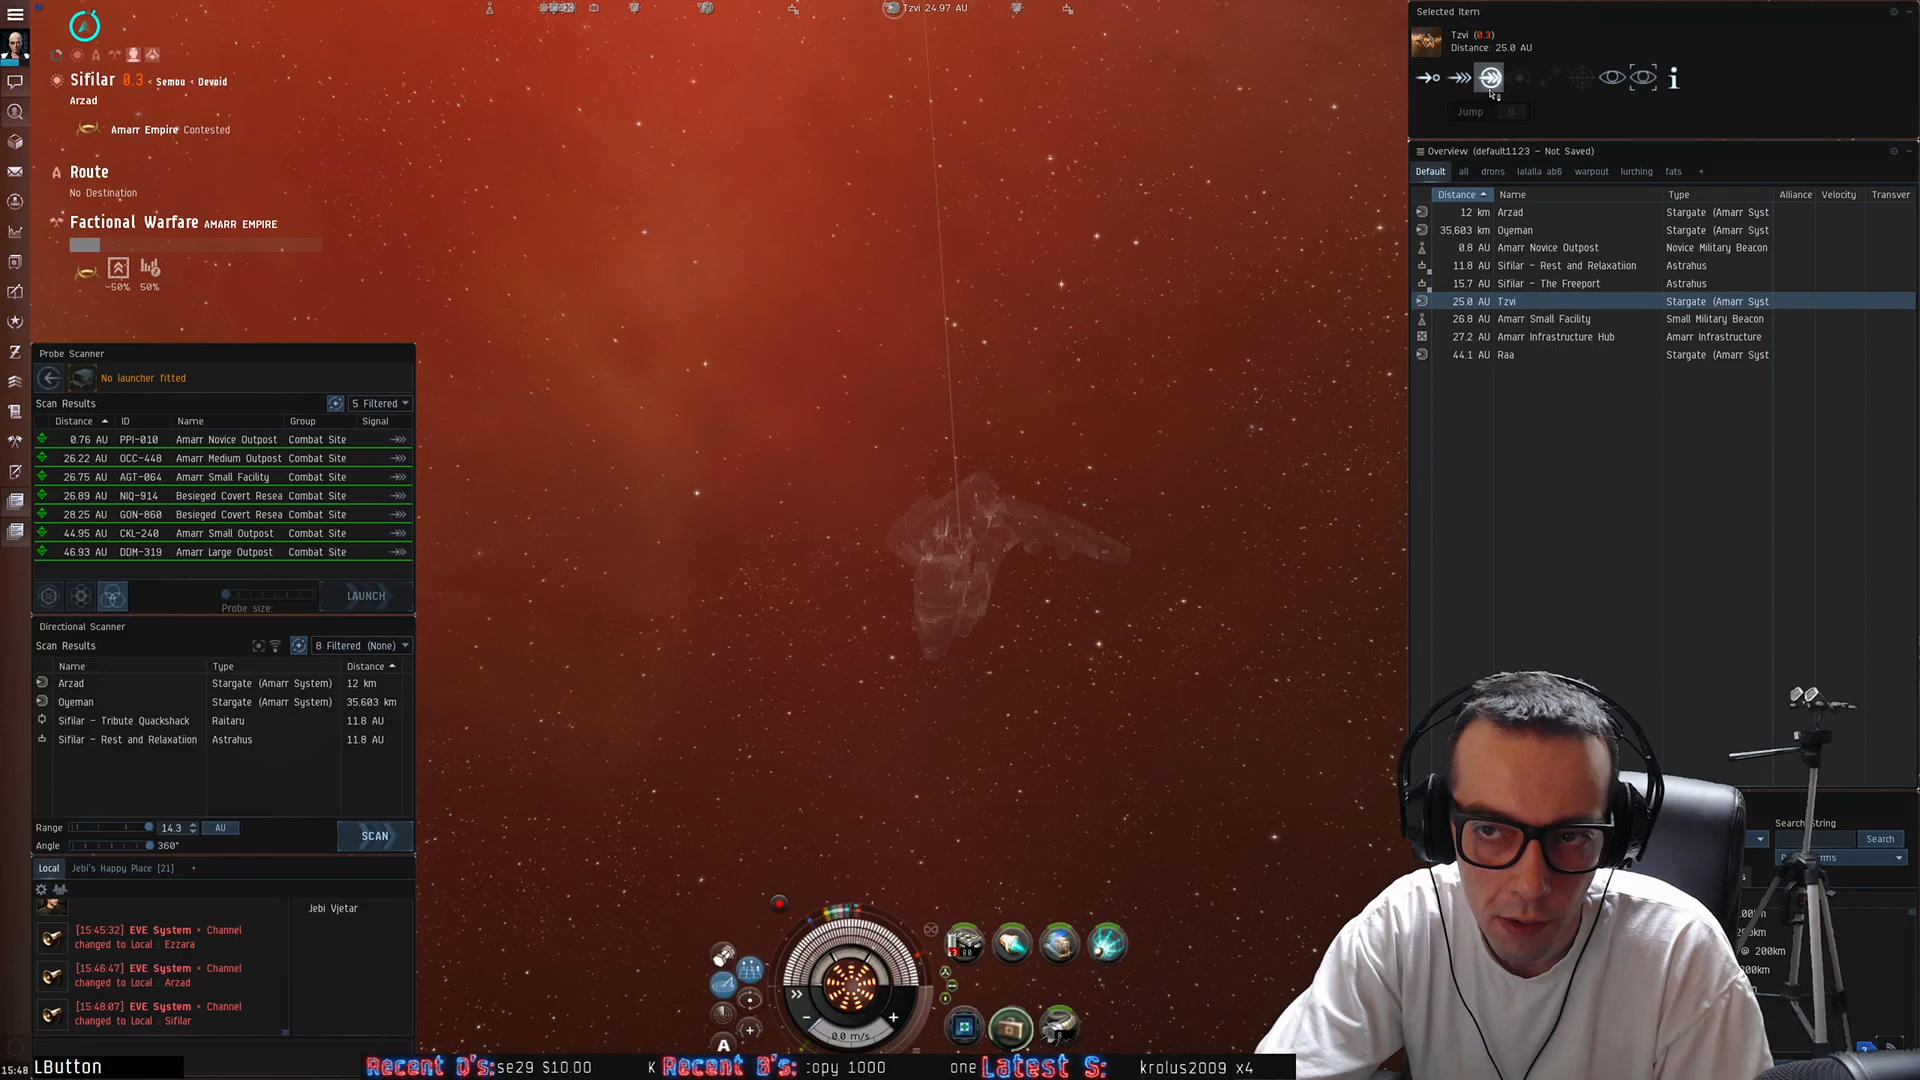 Tzvi 24.97 AU
Sifilar 0.3 < Semou < Devoid
Arzad
Amarr Empire Contested
Route
No Destination
Factional Warfare AMARR EMPIRE
-50% 50%
Probe Scanner
No launcher fitted
Scan Results 5 Filtered
Distance ID Name Group Signal
0.76 AU PPI-010 Amarr Novice Outpost Combat Site
26.22 AU OCC-448 Amarr Medium Outpost Combat Site
26.75 AU AGT-064 Amarr Small Facility Combat Site
26.89 AU NIQ-914 Besieged Covert Resea Combat Site
28.25 AU GON-860 Besieged Covert Resea Combat Site
44.95 AU CKL-240 Amarr Small Outpost Combat Site
46.93 AU DDM-319 Amarr Large Outpost Combat Site
Probe size:
LAUNCH
Directional Scanner
Scan Results 8 Filtered (None)
Name Type Distance
Arzad Stargate (Amarr System) 12 km
Oyeman Stargate (Amarr System) 35.603 km
Sifilar - Tribute Quackshack Raitaru 11.8 AU
Sifilar - Rest and Relaxatiion Astrahus 11.8 AU
Range 14.3 AU
Angle 360°
SCAN
Local Jebi's Happy Place [21] +
Jebi Vjetar
[15:45:32] EVE System > Channel
changed to Local : Ezzara
[15:46:47] EVE System > Channel
changed to Local : Arzad
[15:48:07] EVE System > Channel
changed to Local : Sifilar
15:48
LButton
0.0 m/s
A
3 80
8
Recent D's: se29 $10.00
K Recent B's: opy 1000
one Latest S: krolus2009 x4
Selected Item
Tzvi (0.3)
Distance: 25.0 AU
Jump D
Overview (default1123 - Not Saved)
Default all drons lalalla ab6 warpout lurching fats +
Distance Name Type Alliance Velocity Transver
12 km Arzad Stargate (Amarr Syst
35.603 km Oyeman Stargate (Amarr Syst
0.8 AU Amarr Novice Outpost Novice Military Beacon
11.8 AU Sifilar - Rest and Relaxatiion Astrahus
15.7 AU Sifilar - The Freeport Astrahus
25.0 AU Tzvi Stargate (Amarr Syst
26.8 AU Amarr Small Facility Small Military Beacon
27.2 AU Amarr Infrastructure Hub Amarr Infrastructure
44.1 AU Raa Stargate (Amarr Syst
Search String
Search
rms
00km
200km
@ 200km
00km